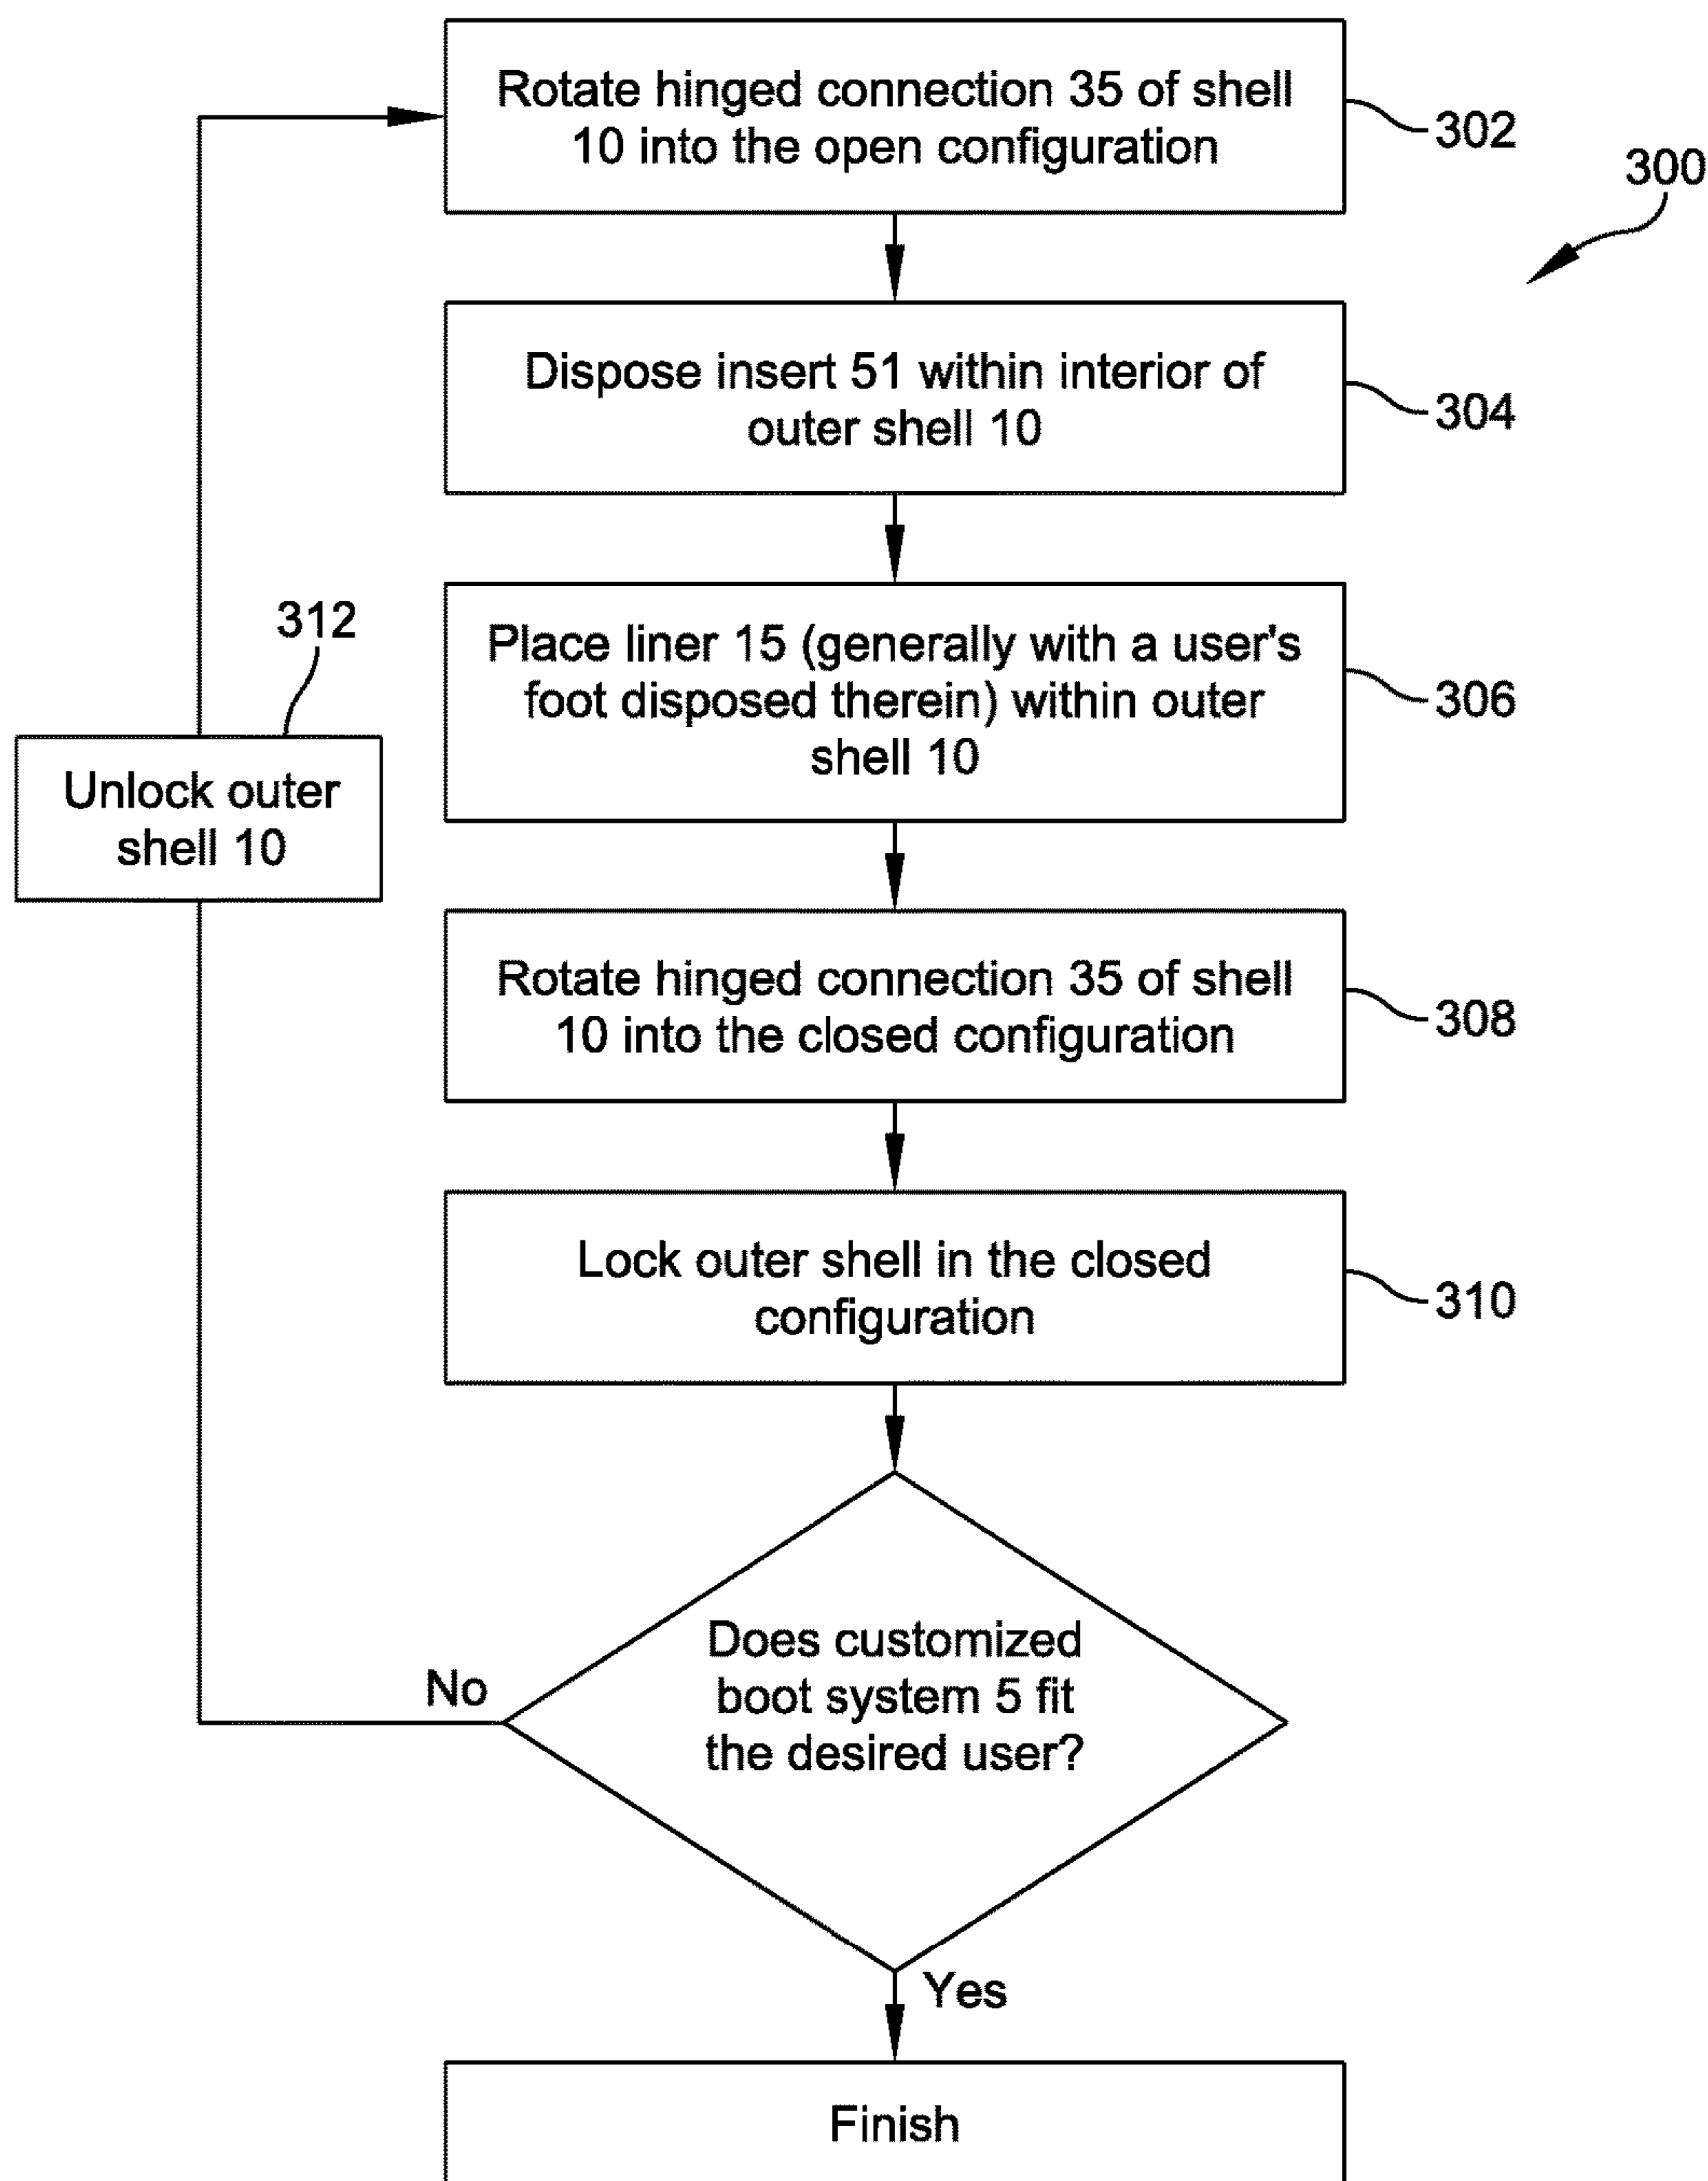 Rotate hinged connection 35 of shell
10 into the open configuration
302
300
Dispose insert 51 within interior of
outer shell 10
304
312
Place liner 15 (generally with a user's
foot disposed therein) within outer
shell 10
306
Unlock outer
shell 10
Rotate hinged connection 35 of shell
10 into the closed configuration
308
Lock outer shell in the closed
configuration
310
Does customized
boot system 5 fit
the desired user?
No
Yes
Finish